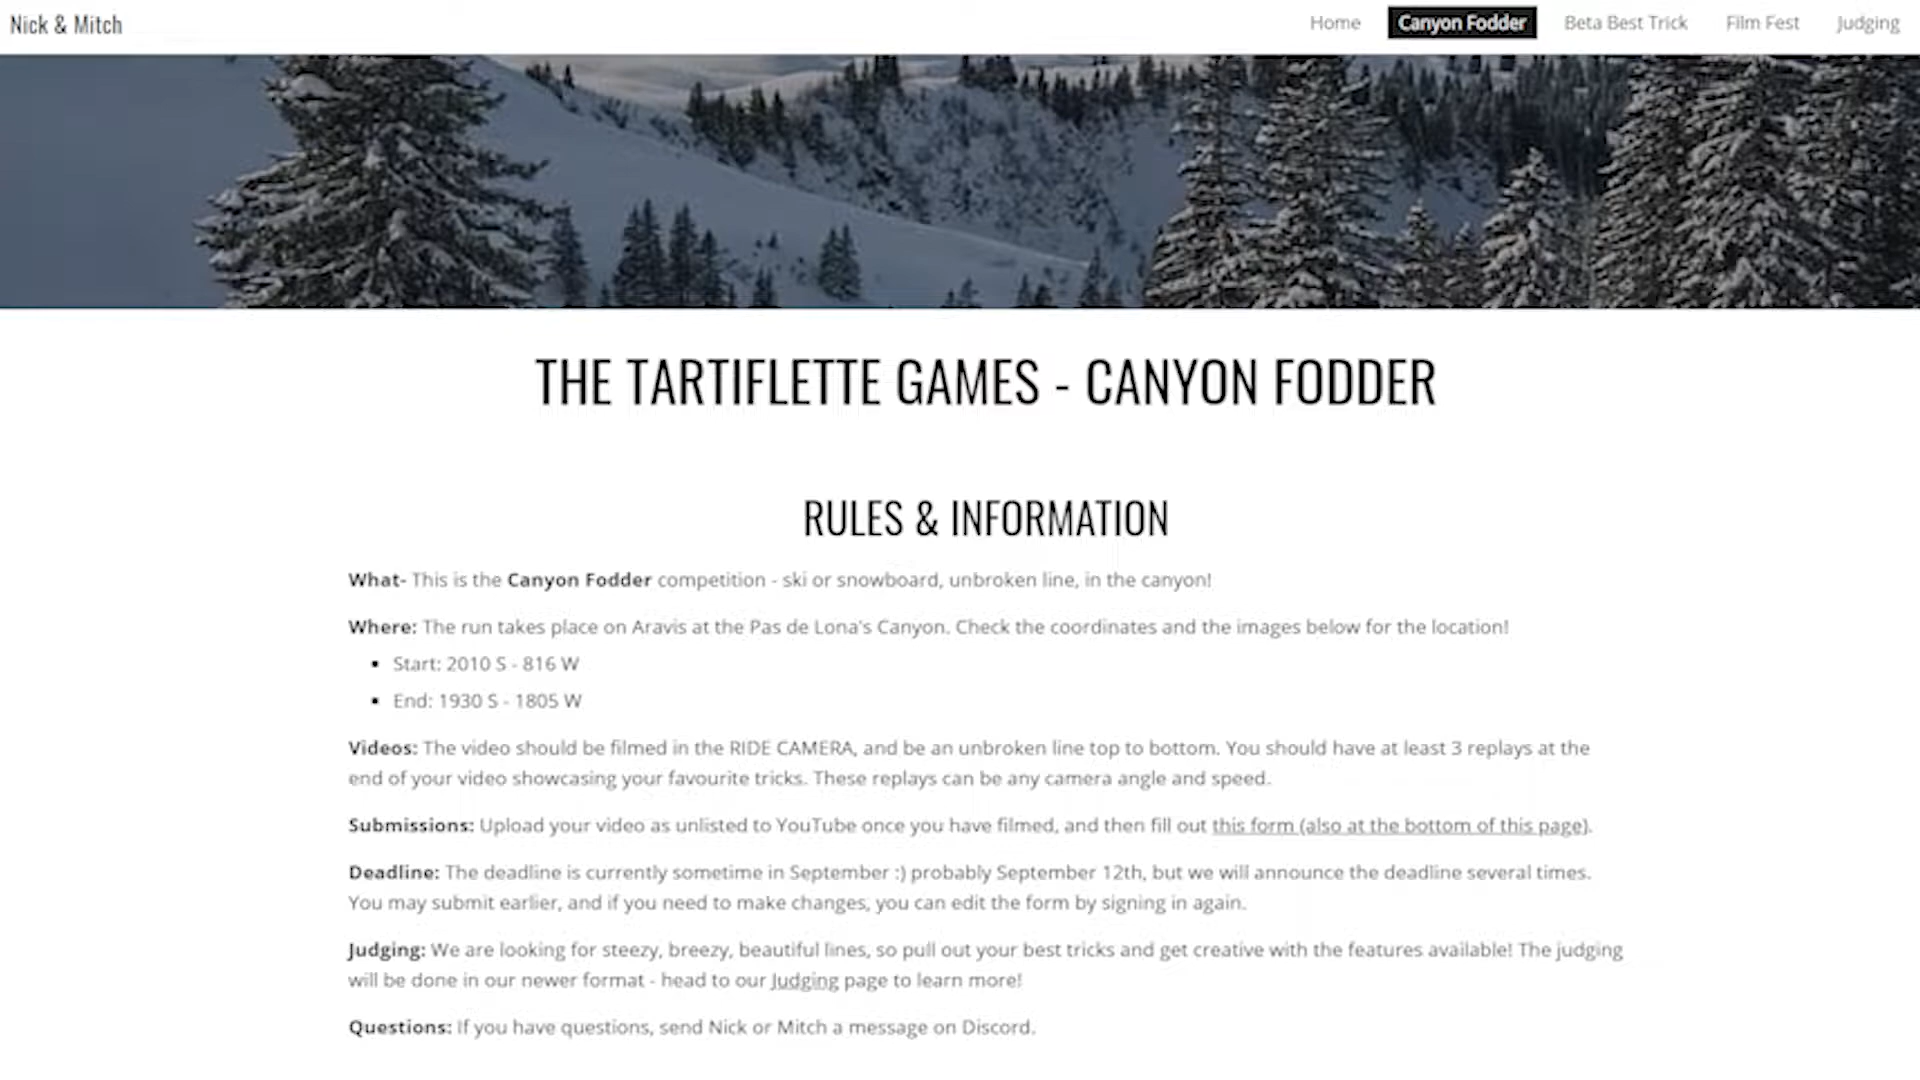 Nick & Mitch
Home
Canyon Fodder
Beta Best Trick
Film Fest
Judging
THE TARTIFLETTE GAMES - CANYON FODDER
RULES & INFORMATION
What- This is the Canyon Fodder competition - ski or snowboard, unbroken line, in the canyon!
Where: The run takes place on Aravis at the Pas de Lona's Canyon. Check the coordinates and the images below for the location!
▪ Start: 2010 S - 816 W
▪ End: 1930 S - 1805 W
Videos: The video should be filmed in the RIDE CAMERA, and be an unbroken line top to bottom. You should have at least 3 replays at the
end of your video showcasing your favourite tricks. These replays can be any camera angle and speed.
Submissions: Upload your video as unlisted to YouTube once you have filmed, and then fill out this form (also at the bottom of this page).
Deadline: The deadline is currently sometime in September :) probably September 12th, but we will announce the deadline several times.
You may submit earlier, and if you need to make changes, you can edit the form by signing in again.
Judging: We are looking for steezy, breezy, beautiful lines, so pull out your best tricks and get creative with the features available! The judging
will be done in our newer format - head to our Judging page to learn more!
Questions: If you have questions, send Nick or Mitch a message on Discord.